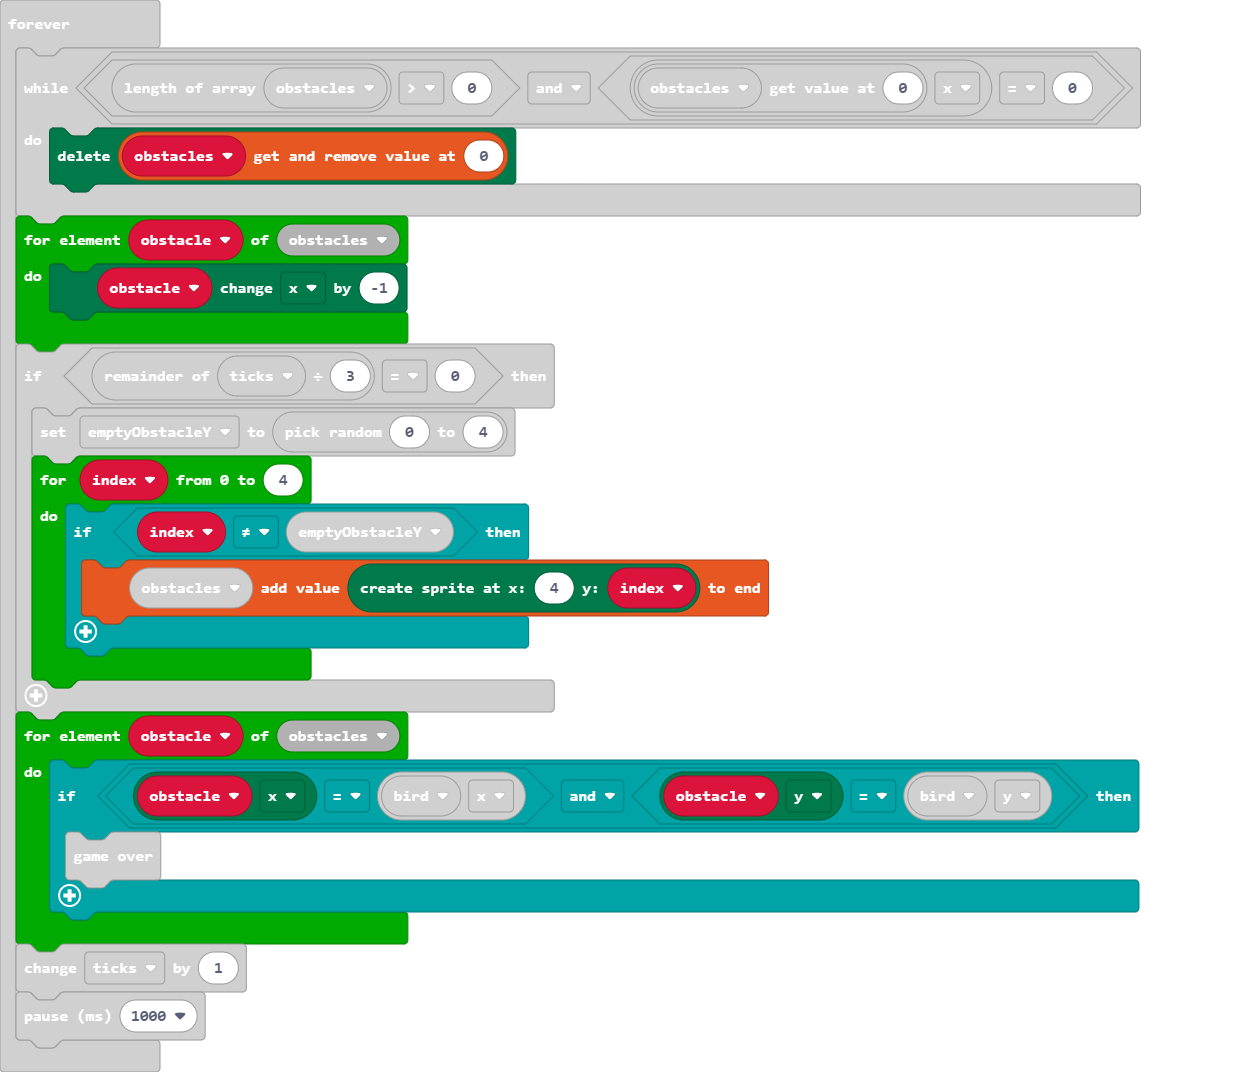 forever
while length of array obstacles > 0 and obstacles get value at 0 x = 0
do
delete obstacles get and remove value at 0
for element obstacle of obstacles
do
obstacle change x by -1
if remainder of ticks ÷ 3 = 0 then
set emptyObstacleY to pick random 0 to 4
for index from 0 to 4
do
if index ≠ emptyObstacleY then
obstacles add value create sprite at x: 4 y: index to end
for element obstacle of obstacles
do
if obstacle x = bird x and obstacle y = bird y then
game over
change ticks by 1
pause (ms) 1000